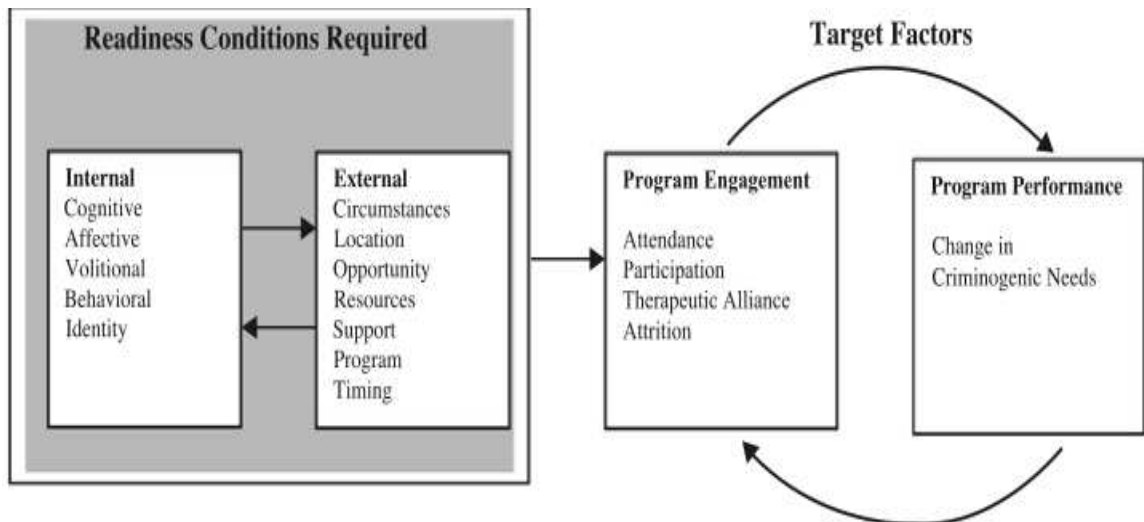 Readiness Conditions Required
Internal
Cognitive
Affective
Volitional
Behavioral
Identity
External
Circumstances
Location
Opportunity
Resources
Support
Program
Timing
Target Factors
Program Engagement
Attendance
Participation
Therapeutic Alliance
Attrition
Program Performance
Change in
Criminogenic Needs